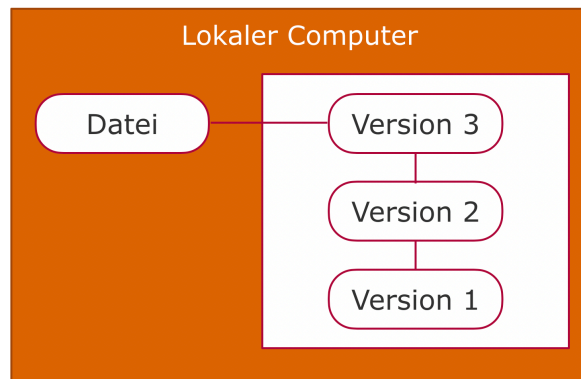 Lokaler Computer
Datei
Version 3
Version 2
Version 1